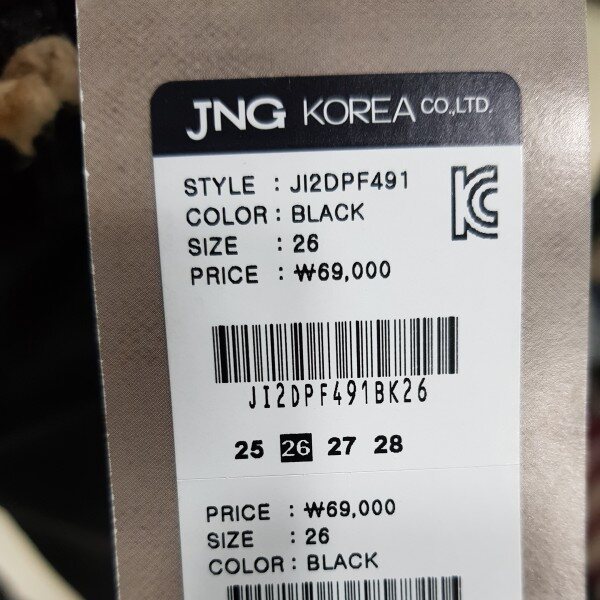 JNG KOREA CO.,LTD.
STYLE : JI2DPF491
COLOR : BLACK
SIZE : 26
PRICE : ₩69,000
KC
JI2DPF491BK26
25 26 27 28
PRICE : ₩69,000
SIZE : 26
COLOR : BLACK